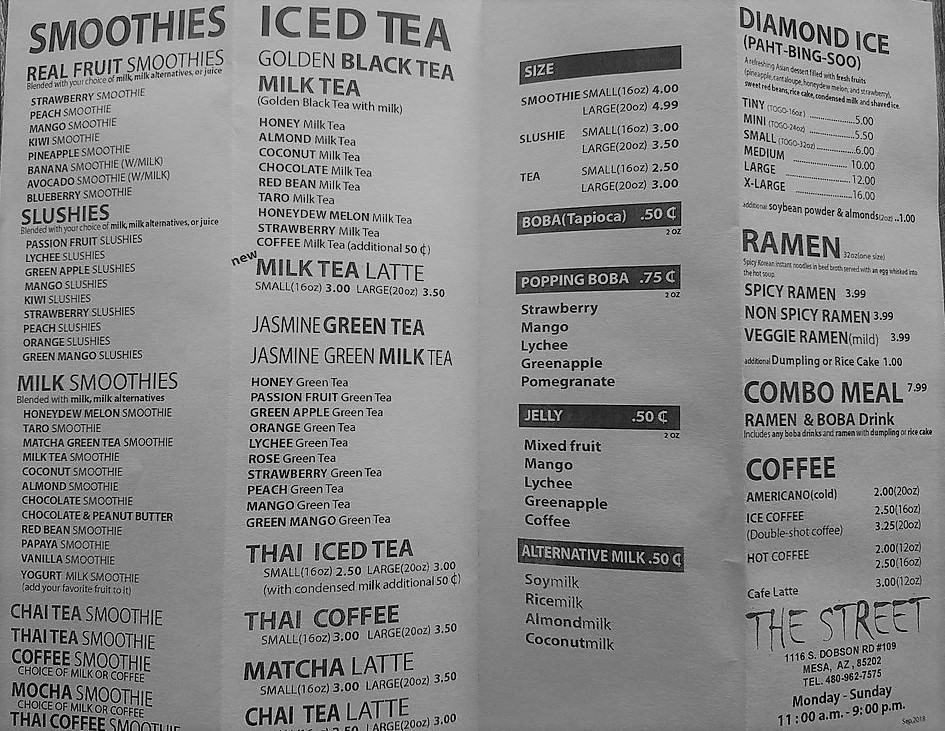 SMOOTHIES
REAL FRUIT SMOOTHIES
Blended with your choice of milk, milk alternatives, or juice
STRAWBERRY SMOOTHIE
PEACH SMOOTHIE
MANGO SMOOTHIE
KIWI SMOOTHIE
PINEAPPLE SMOOTHIE
BANANA SMOOTHIE (W/MILK)
AVOCADO SMOOTHIE (W/MILK)
BLUEBERRY SMOOTHIE
SLUSHIES
Blended with your choice of milk, milk alternatives, or juice
PASSION FRUIT SLUSHIES
LYCHEE SLUSHIES
GREEN APPLE SLUSHIES
MANGO SLUSHIES
KIWI SLUSHIES
STRAWBERRY SLUSHIES
PEACH SLUSHIES
ORANGE SLUSHIES
GREEN MANGO SLUSHIES
MILK SMOOTHIES
Blended with milk, milk alternatives
HONEYDEW MELON SMOOTHIE
TARO SMOOTHIE
MATCHA GREEN TEA SMOOTHIE
MILK TEA SMOOTHIE
COCONUT SMOOTHIE
ALMOND SMOOTHIE
CHOCOLATE SMOOTHIE
CHOCOLATE & PEANUT BUTTER
RED BEAN SMOOTHIE
PAPAYA SMOOTHIE
VANILLA SMOOTHIE
YOGURT MILK SMOOTHIE
(add your favorite fruit to it)
CHAI TEA SMOOTHIE
THAI TEA SMOOTHIE
COFFEE SMOOTHIE
CHOICE OF MILK OR COFFEE
MOCHA SMOOTHIE
CHOICE OF MILK OR COFFEE
THAI COFFEE SMOOTHIE
ICED TEA
GOLDEN BLACK TEA
MILK TEA
(Golden Black Tea with milk)
HONEY Milk Tea
ALMOND Milk Tea
COCONUT Milk Tea
CHOCOLATE Milk Tea
RED BEAN Milk Tea
TARO Milk Tea
HONEYDEW MELON Milk Tea
STRAWBERRY Milk Tea
COFFEE Milk Tea (additional 50 ₵)
new
MILK TEA LATTE
SMALL(16oz) 3.00 LARGE(20oz) 3.50
JASMINE GREEN TEA
JASMINE GREEN MILK TEA
HONEY Green Tea
PASSION FRUIT Green Tea
GREEN APPLE Green Tea
ORANGE Green Tea
LYCHEE Green Tea
ROSE Green Tea
STRAWBERRY Green Tea
PEACH Green Tea
MANGO Green Tea
GREEN MANGO Green Tea
THAI ICED TEA
SMALL(16oz) 2.50 LARGE(20oz) 3.00
(with condensed milk additional 50 ₵)
THAI COFFEE
SMALL(16oz) 3.00 LARGE(20oz) 3.50
MATCHA LATTE
SMALL(16oz) 3.00 LARGE(20oz) 3.50
CHAI TEA LATTE
SMALL(16oz) 2.50 LARGE(20oz) 3.00
SIZE
SMOOTHIE SMALL(16oz) 4.00
LARGE(20oz) 4.99
SLUSHIE SMALL(16oz) 3.00
LARGE(20oz) 3.50
TEA SMALL(16oz) 2.50
LARGE(20oz) 3.00
BOBA(Tapioca) .50 ₵
2 OZ
POPPING BOBA .75 ₵
2 OZ
Strawberry
Mango
Lychee
Greenapple
Pomegranate
JELLY .50 ₵
2 OZ
Mixed fruit
Mango
Lychee
Greenapple
Coffee
ALTERNATIVE MILK .50 ₵
Soymilk
Ricemilk
Almondmilk
Coconutmilk
DIAMOND ICE
(PAHT-BING-SOO)
A refreshing Asian dessert filled with fresh fruits
(pineapple, cantaloupe, honeydew melon, and strawberry),
sweet red beans, rice cake, condensed milk and shaved ice.
TINY (TOGO-16oz) ..................5.00
MINI (TOGO-24oz) ..................5.50
SMALL (TOGO-32oz) ................6.00
MEDIUM ...................... 10.00
LARGE .......................12.00
X-LARGE ......................16.00
additional soybean powder & almonds(2oz)..1.00
RAMEN 32oz(one size)
Spicy Korean instant noodles in beef broth served with an egg whisked into
the hot soup.
SPICY RAMEN 3.99
NON SPICY RAMEN 3.99
VEGGIE RAMEN(mild) 3.99
additional Dumpling or Rice Cake 1.00
COMBO MEAL 7.99
RAMEN & BOBA Drink
Includes any boba drinks and ramen with dumpling or rice cake
COFFEE
AMERICANO(cold) 2.00(20oz)
ICE COFFEE 2.50(16oz)
(Double-shot coffee) 3.25(20oz)
HOT COFFEE 2.00(12oz)
2.50(16oz)
Cafe Latte 3.00(12oz)
THE STREET
1116 S. DOBSON RD #109
MESA, AZ, 85202
TEL. 480-962-7575
Monday - Sunday
11 : 00 a.m. - 9: 00 p.m.
Sep,2018